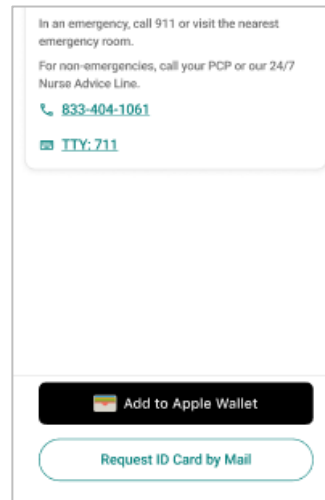 In an emergency, call 911 or visit the nearest
emergency room.
For non-emergencies, call your PCP or our 24/7
Nurse Advice Line.
833-404-1061
TTY: 711
Add to Apple Wallet
Request ID Card by Mail